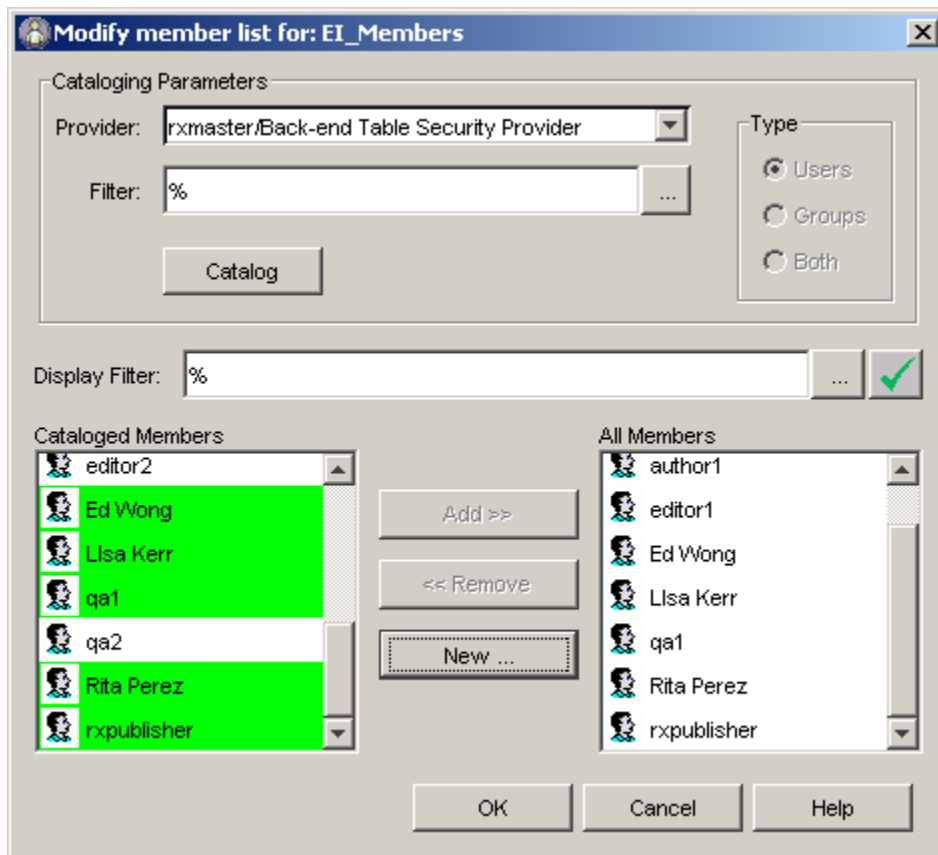 Modify member list for: EI_Members
Cataloging Parameters
Provider:
rxmaster/Back-end Table Security Provider
Filter:
%
...
Catalog
Type
Users
Groups
Both
Display Filter:
%
...
Cataloged Members
editor2
Ed Wong
LIsa Kerr
qa1
qa2
Rita Perez
rxpublisher
Add >>
<< Remove
New ...
All Members
author1
editor1
Ed Wong
LIsa Kerr
qa1
Rita Perez
rxpublisher
OK
Cancel
Help